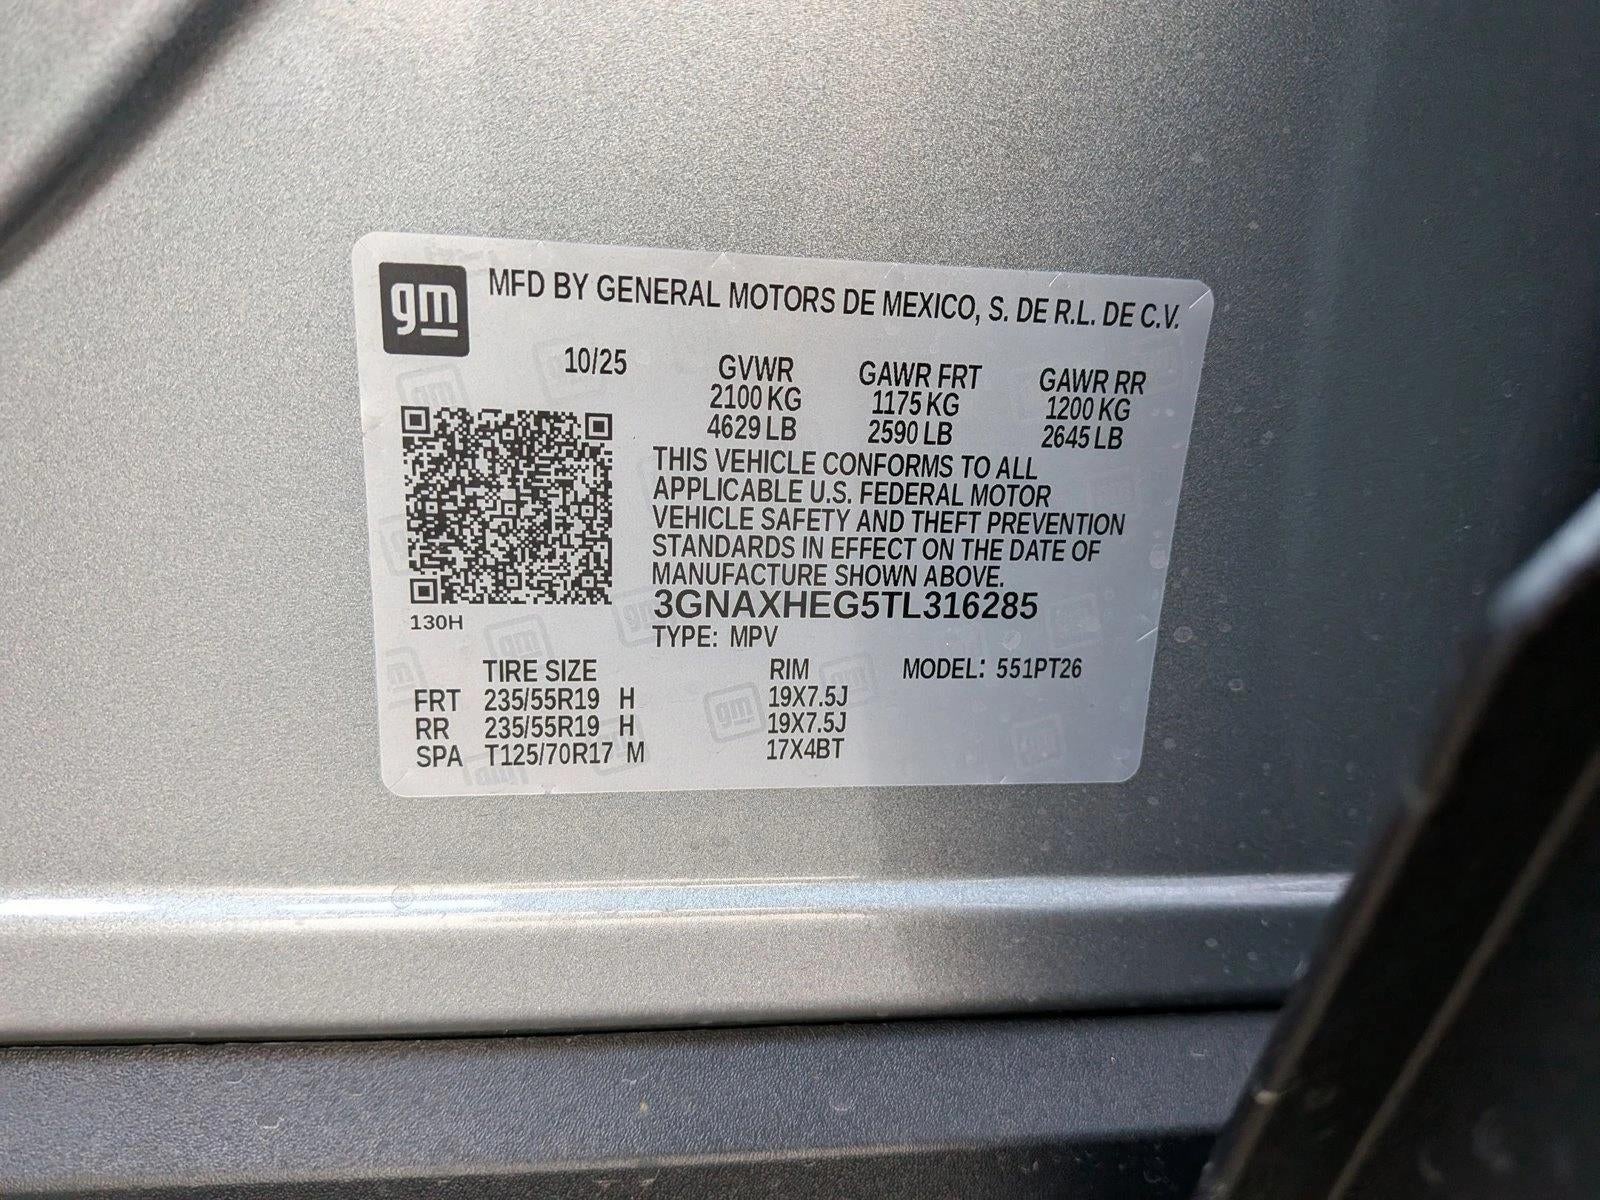 gm
MFD BY GENERAL MOTORS DE MEXICO, S. DE R.L. DE C.V.
10/25 GVWR GAWR FRT GAWR RR
2100 KG 1175 KG 1200 KG
4629 LB 2590 LB 2645 LB
THIS VEHICLE CONFORMS TO ALL
APPLICABLE U.S. FEDERAL MOTOR
VEHICLE SAFETY AND THEFT PREVENTION
STANDARDS IN EFFECT ON THE DATE OF
MANUFACTURE SHOWN ABOVE.
3GNAXHEG5TL316285
130H
TYPE: MPV
TIRE SIZE RIM MODEL: 551PT26
FRT 235/55R19 H 19X7.5J
RR 235/55R19 H 19X7.5J
SPA T125/70R17 M 17X4BT